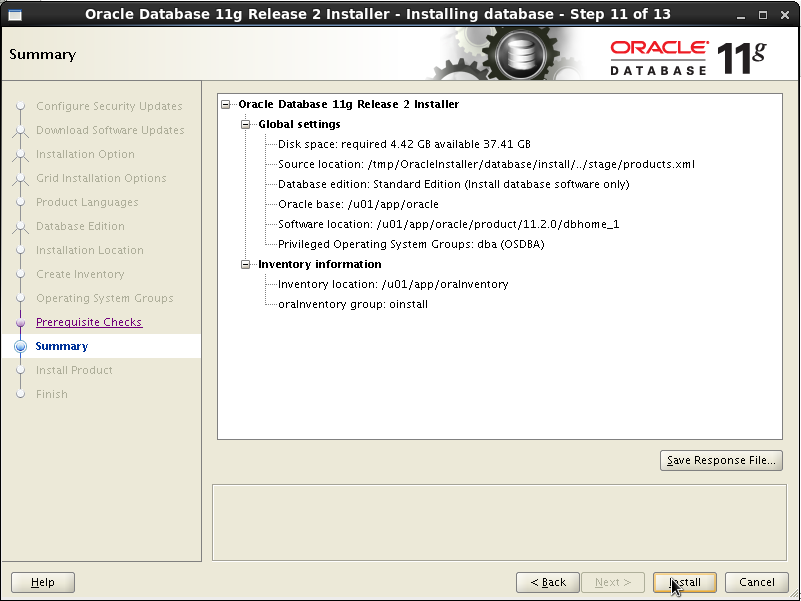 Oracle Database 11g Release 2 Installer - Installing database - Step 11 of 13
Summary
ORACLE
DATABASE 11g
Configure Security Updates
Download Software Updates
Installation Option
Grid Installation Options
Product Languages
Database Edition
Installation Location
Create Inventory
Operating System Groups
Prerequisite Checks
Summary
Install Product
Finish
Oracle Database 11g Release 2 Installer
Global settings
Disk space: required 4.42 GB available 37.41 GB
Source location: /tmp/OracleInstaller/database/install/../stage/products.xml
Database edition: Standard Edition (Install database software only)
Oracle base: /u01/app/oracle
Software location: /u01/app/oracle/product/11.2.0/dbhome_1
Privileged Operating System Groups: dba (OSDBA)
Inventory information
Inventory location: /u01/app/oraInventory
oraInventory group: oinstall
Save Response File...
Help
< Back
Next >
Install
Cancel